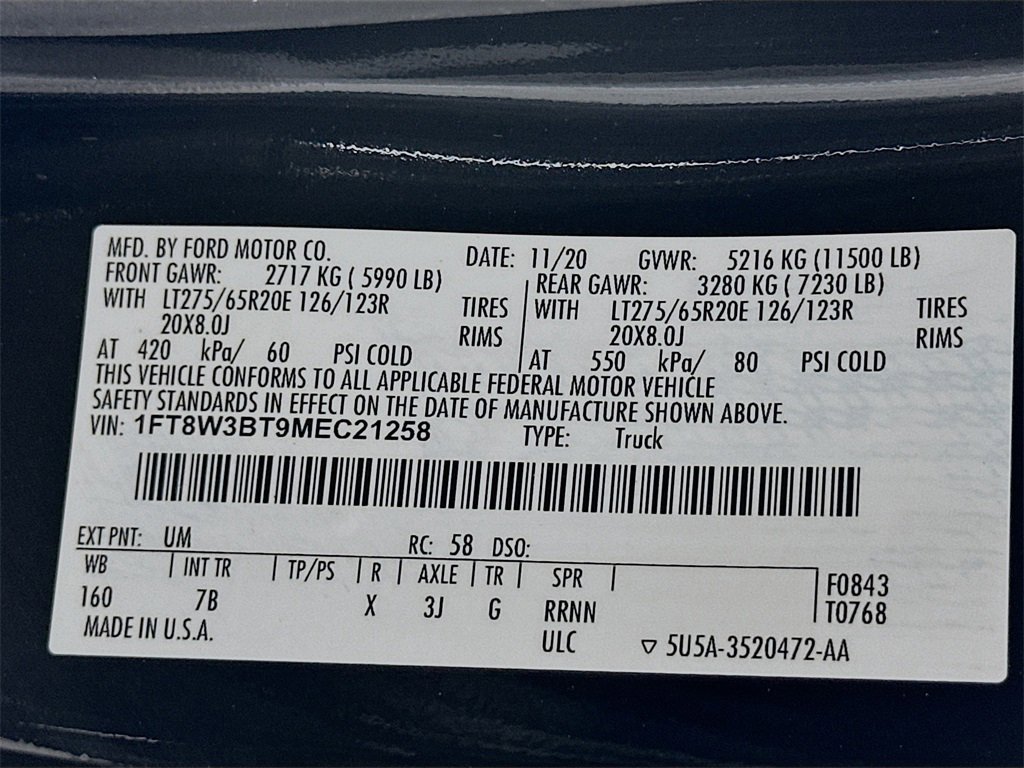 MFD. BY FORD MOTOR CO. DATE: 11/20 GVWR: 5216 KG (11500 LB)
FRONT GAWR: 2717 KG ( 5990 LB) REAR GAWR: 3280 KG ( 7230 LB)
WITH LT275/65R20E 126/123R TIRES WITH LT275/65R20E 126/123R TIRES
20X8.0J RIMS 20X8.0J RIMS
AT 420 kPa/ 60 PSI COLD AT 550 kPa/ 80 PSI COLD
THIS VEHICLE CONFORMS TO ALL APPLICABLE FEDERAL MOTOR VEHICLE
SAFETY STANDARDS IN EFFECT ON THE DATE OF MANUFACTURE SHOWN ABOVE.
VIN: 1FT8W3BT9MEC21258 TYPE: Truck
EXT PNT: UM RC: 58 DSO:
WB INT TR TP/PS R AXLE TR SPR F0843
160 7B X 3J G RRNN T0768
MADE IN U.S.A. ULC ▽ 5U5A-3520472-AA